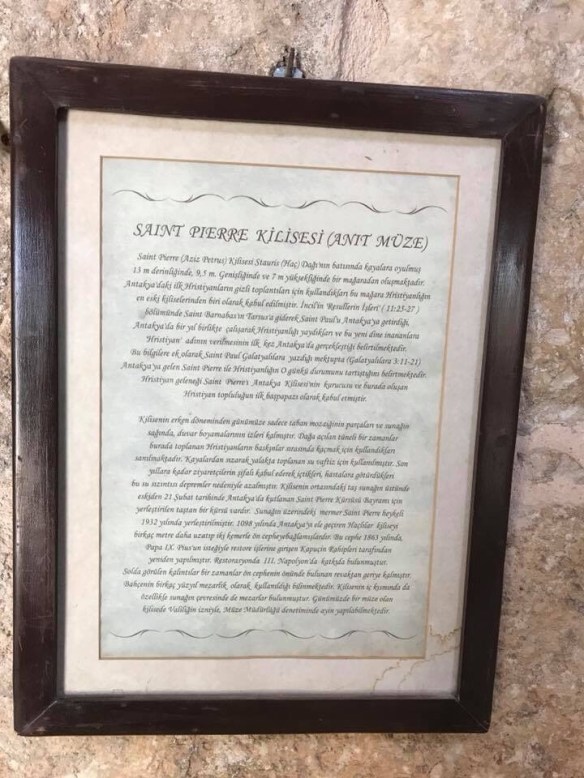 SAINT PIERRE KİLİSESİ (ANIT MÜZE)
Saint Pierre (Aziz Petrus) Kilisesi Stauris (Haç) Dağı'nın batısında kayalara oyulmuş
13 m derinliğinde, 9,5 m. Genişliğinde ve 7 m yüksekliğinde bir mağaradan oluşmaktadır.
Antakya'daki ilk Hristiyanların gizli toplantıları için kullandıkları bu mağara Hristiyanlığın
en eski kiliselerinden biri olarak kabul edilmiştir. İncil'in 'Resullerin İşleri' ( 11:25-27 )
bölümünde Saint Barnabas'ın Tarsus'a giderek Saint Paul'u Antakya'ya getirdiği,
Antakya'da bir yıl birlikte çalışarak Hristiyanlığı yaydıkları ve bu yeni dine inananlara
'Hristiyan' adının verilmesinin ilk kez Antakya'da gerçekleştiği belirtilmektedir.
Bu bilgilere ek olarak Saint Paul Galatyalılara yazdığı mektupta (Galatyalılara 3:11-21)
Antakya'ya gelen Saint Pierre ile Hristiyanlığın O günkü durumunu tartıştığını belirtmektedir.
Hristiyan geleneği Saint Pierre'i Antakya Kilisesi'nin kurucusu ve burada oluşan
Hristiyan topluluğun ilk başpapazı olarak kabul etmiştir.
Kilisenin erken döneminden günümüze sadece taban mozaiğinin parçaları ve sunağın
sağında, duvar boyamalarının izleri kalmıştır. Dağa açılan tüneli bir zamanlar
burada toplanan Hristiyanların baskınlar sırasında kaçmak için kullandıkları
sanılmaktadır. Kayalardan sızarak yalakta toplanan su vaftiz için kullanılmıştır. Son
yıllara kadar ziyaretçilerin şifalı kabul ederek içtikleri, hastalara götürdükleri
bu su sızıntısı depremler nedeniyle azalmıştır. Kilisenin ortasındaki taş sunağın üstünde
eskiden 21 Şubat tarihinde Antakya'da kutlanan Saint Pierre Kürsüsü Bayramı için
yerleştirilen taştan bir kürsü vardır. Sunağın üzerindeki mermer Saint Pierre heykeli
1932 yılında yerleştirilmiştir. 1098 yılında Antakya'yı ele geçiren Haçlılar kiliseyi
birkaç metre daha uzatıp iki kemerle ön cepheye bağlamışlardır. Bu cephe 1863 yılında,
Papa IX. Pius'un isteğiyle restore işlerine girişen Kapuçin Rahipleri tarafından
yeniden yapılmıştır. Restorasyonda III. Napolyon'da katkıda bulunmuştur.
Solda görülen kalıntılar bir zamanlar ön cephenin önünde bulunan revaktan geriye kalmıştır.
Bahçenin birkaç yüzyıl mezarlık olarak kullanıldığı bilinmektedir. Kilisenin iç kısmında da
özellikle sunağın çevresinde de mezarlar bulunmuştur. Günümüzde bir müze olan
kilisede Valiliğin izniyle, Müze Müdürlüğü denetiminde ayin yapılabilmektedir.